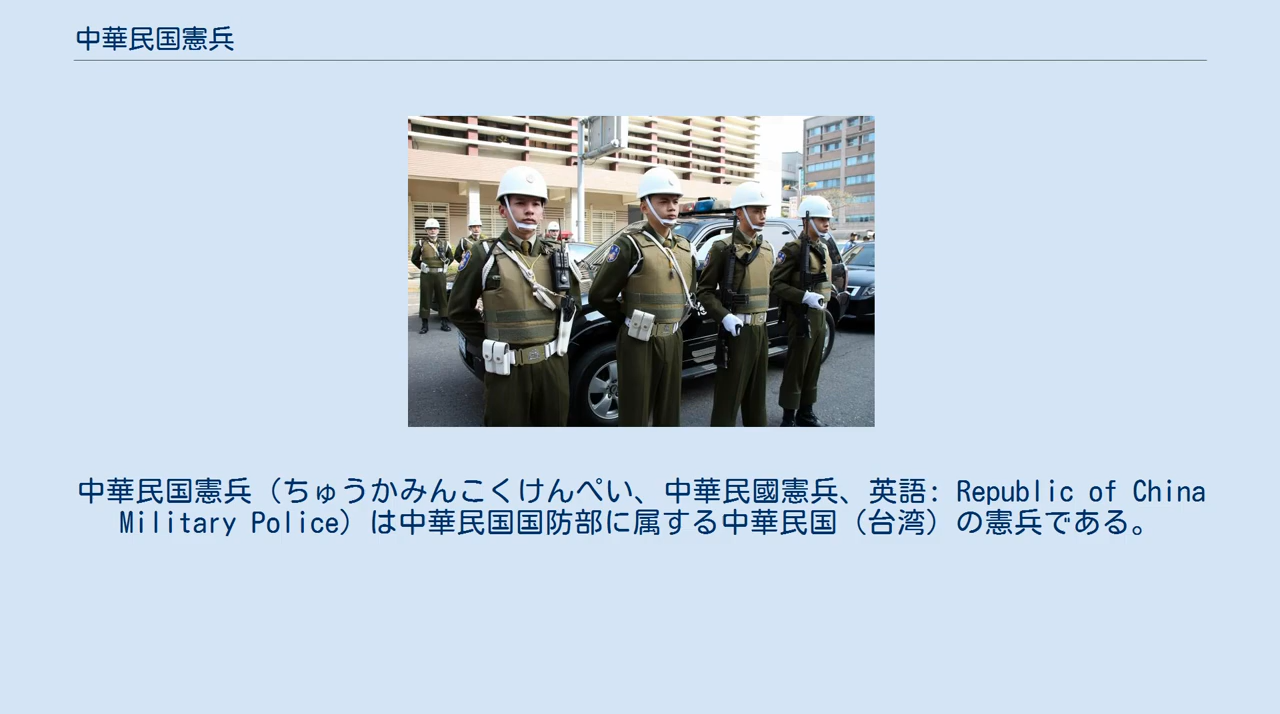 中華民国憲兵
中華民国憲兵（ちゅうかみんこくけんぺい、中華民國憲兵、英語: Republic of China
Military Police）は中華民国国防部に属する中華民国（台湾）の憲兵である。